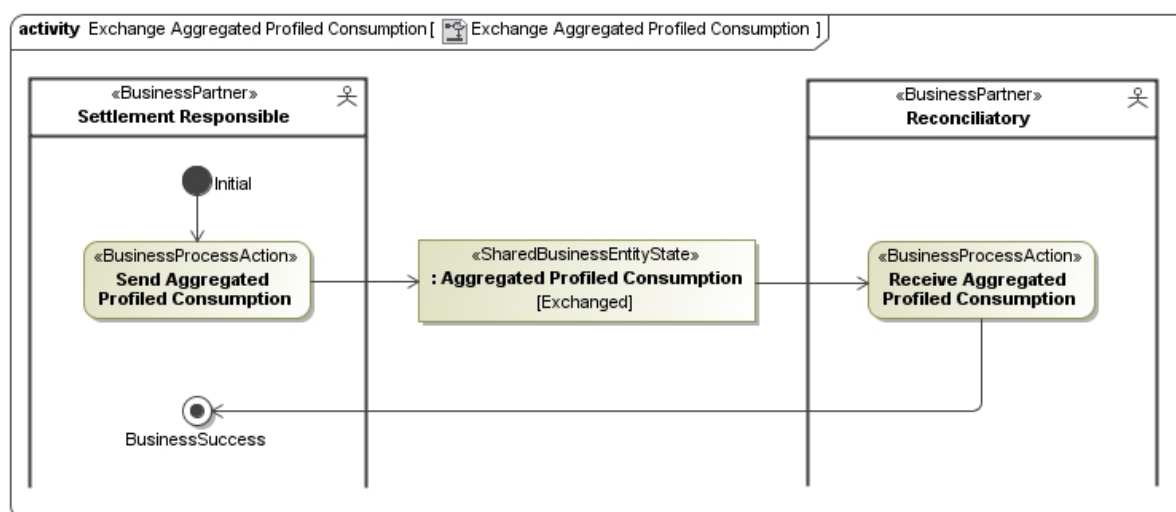 activity Exchange Aggregated Profiled Consumption[ Exchange Aggregated Profiled Consumption ]
«BusinessPartner»
Settlement Responsible
«BusinessPartner»
Reconciliatory
Initial
«BusinessProcessAction»
Send Aggregated
Profiled Consumption
«SharedBusinessEntityState»
: Aggregated Profiled Consumption
[Exchanged]
«BusinessProcessAction»
Receive Aggregated
Profiled Consumption
BusinessSuccess